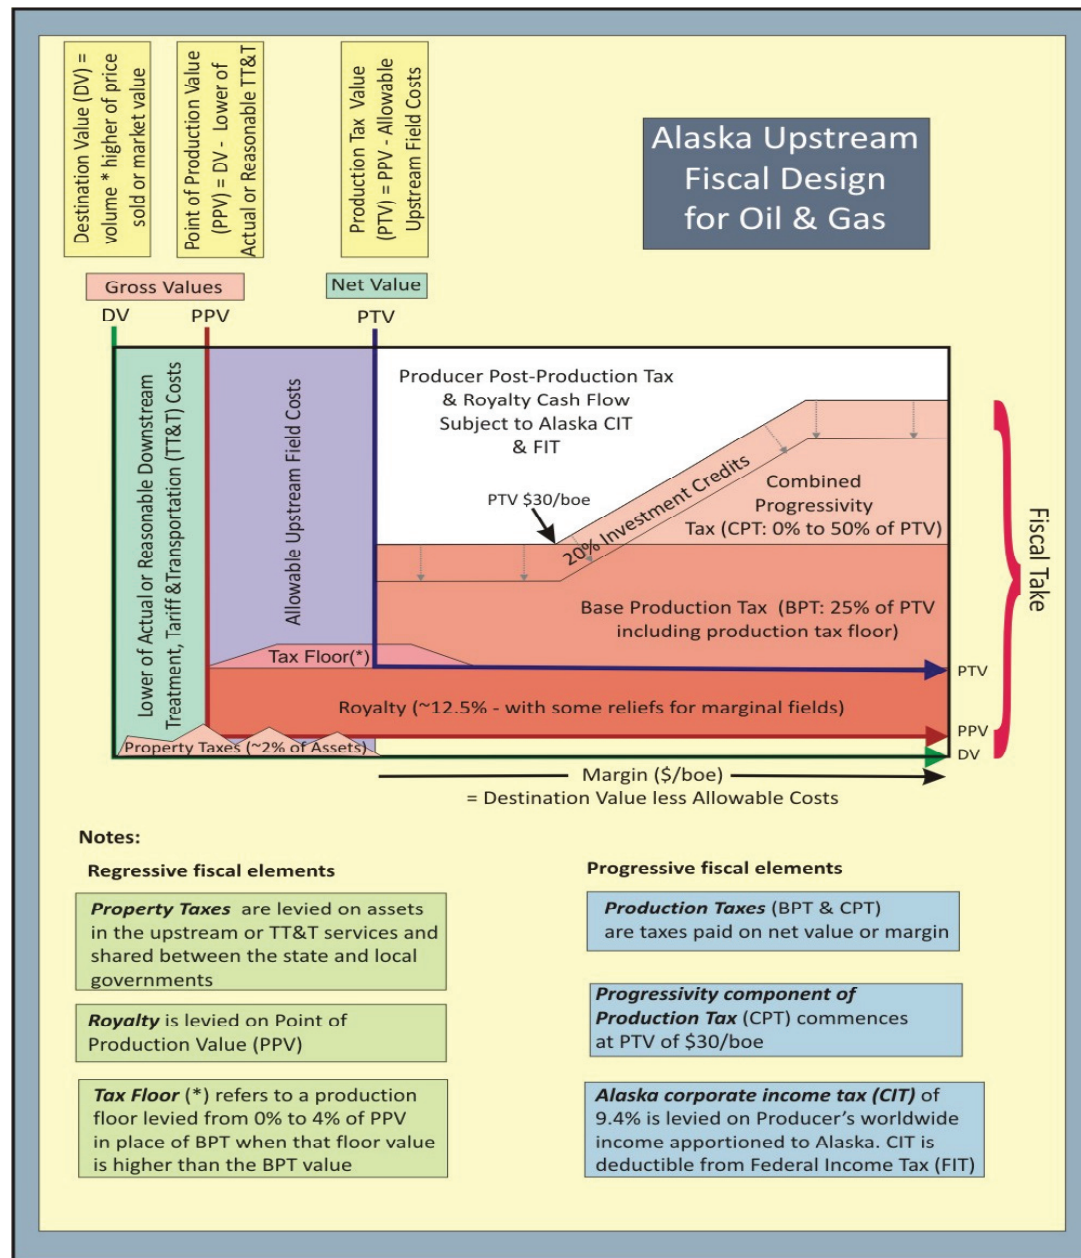 Destination Value (DV) =
volume * higher of price
sold or market value
Point of Production Value
(PPV) = DV - Lower of
Actual or Reasonable TT&T
Production Tax Value
(PTV) = PPV - Allowable
Upstream Field Costs
Alaska Upstream
Fiscal Design
for Oil & Gas
Gross Values
Net Value
DV
PPV
PTV
Lower of Actual or Reasonable Downstream
Treatment, Tariff &Transportation (TT&T) Costs
Allowable Upstream Field Costs
Producer Post-Production Tax
& Royalty Cash Flow
Subject to Alaska CIT
& FIT
PTV $30/boe
20% Investment Credits
Combined
Progressivity
Tax (CPT: 0% to 50% of PTV)
Base Production Tax (BPT: 25% of PTV
including production tax floor)
Tax Floor(*)
Royalty (~12.5% - with some reliefs for marginal fields)
Property Taxes (~2% of Assets)
PTV
PPV
DV
Fiscal Take
Margin ($/boe)
= Destination Value less Allowable Costs
Notes:
Regressive fiscal elements
Property Taxes are levied on assets
in the upstream or TT&T services and
shared between the state and local
governments
Royalty is levied on Point of
Production Value (PPV)
Tax Floor (*) refers to a production
floor levied from 0% to 4% of PPV
in place of BPT when that floor value
is higher than the BPT value
Progressive fiscal elements
Production Taxes (BPT & CPT)
are taxes paid on net value or margin
Progressivity component of
Production Tax (CPT) commences
at PTV of $30/boe
Alaska corporate income tax (CIT) of
9.4% is levied on Producer's worldwide
income apportioned to Alaska. CIT is
deductible from Federal Income Tax (FIT)